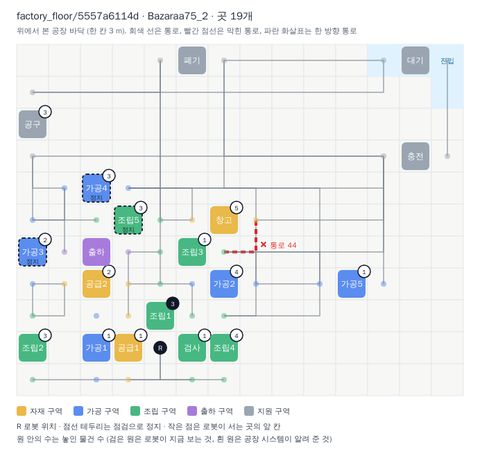 factory_floor/5557a6114d · Bazaraa75_2 · 곳 19개
위에서 본 공장 바닥 (한 칸 3 m). 회색 선은 통로, 빨간 점선은 막힌 통로, 파란 화살표는 한 방향 통로
폐기
대기
진입
공구 3
충전
가공4 3
정지
조립5 3
정지
창고 5
가공3 2
정지
출하
조립3 1
✕ 통로 44
공급2 2
가공2 4
가공5 1
조립1 3
조립2 3
가공1 1
공급1 1
R
검사 1
조립4 4
자재 구역
가공 구역
조립 구역
출하 구역
지원 구역
R 로봇 위치 · 점선 테두리는 점검으로 정지 · 작은 점은 로봇이 서는 곳의 앞 칸
원 안의 수는 놓인 물건 수 (검은 원은 로봇이 지금 보는 것, 흰 원은 공장 시스템이 알려 준 것)